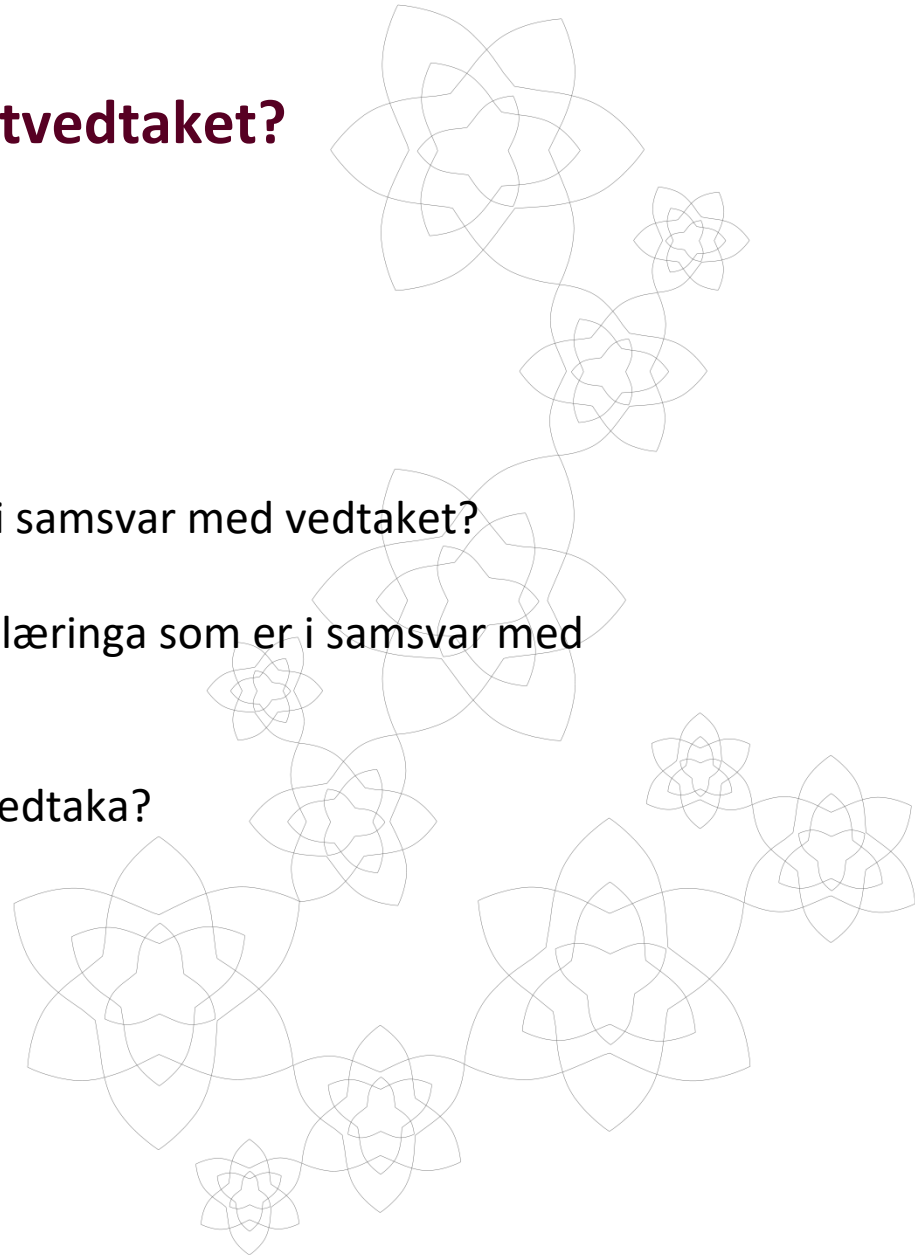 tvedtaket?
i samsvar med vedtaket?
læringa som er i samsvar med
edtaka?